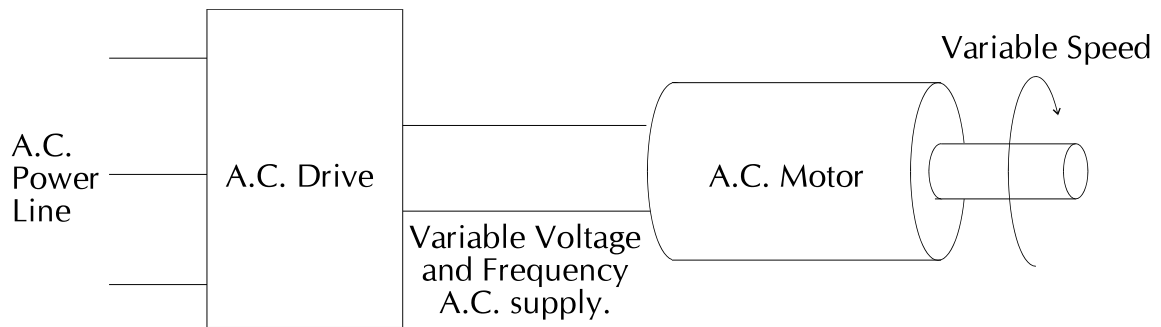 A.C.
Power
Line
A.C. Drive
Variable Voltage
and Frequency
A.C. supply.
A.C. Motor
Variable Speed